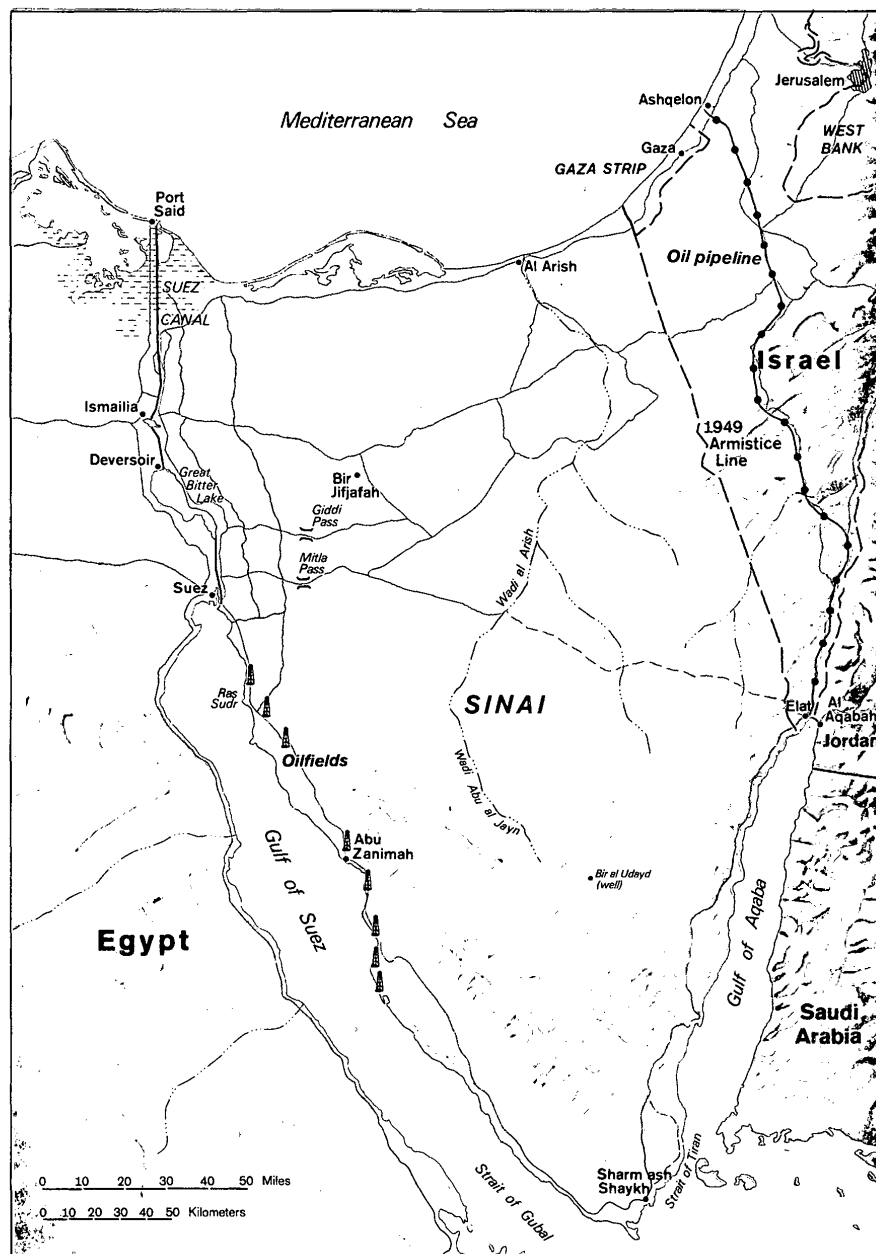 Jerusalem
Ashqelon
Mediterranean Sea
WEST
BANK
Gaza
GAZA STRIP
Port
Said
Oil pipeline
Al Arish
SUEZ
CANAL
Israel
Ismailia
1949
Armistice
Line
Deversoir
Great
Bitter
Lake
Bir
Jifjafah
Giddi
Pass
Mitla
Pass
Wadi al Arish
Suez
Ras
Sudr
SINAI
Elat
Al
Aqabah
Jordan
Oilfields
Wadi Abu al Jayn
Abu
Zanimah
Gulf of Suez
Bir al Udayd
(well)
Gulf of Aqaba
Egypt
Saudi
Arabia
Strait of Tiran
Sharm ash
Shaykh
Strait of Gubal
0 10 20 30 40 50 Miles
0 10 20 30 40 50 Kilometers